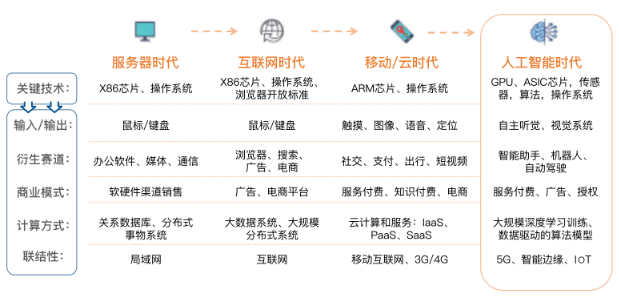 服务器时代 互联网时代 移动/云时代 人工智能时代
关键技术: X86芯片、操作系统 X86芯片、操作系统、 ARM芯片、操作系统 GPU、ASIC芯片，传感
浏览器开放标准 器，算法，操作系统
输入/输出: 鼠标/键盘 鼠标/键盘 触摸、图像、语音、定位 自主听觉、视觉系统
衍生赛道: 办公软件、媒体、通信 浏览器、搜索、 社交、支付、出行、短视频 智能助手、机器人、
广告、电商 自动驾驶
商业模式: 软硬件渠道销售 广告、电商平台 服务付费、知识付费、电商 服务付费、广告、授权
计算方式: 关系数据库、分布式 大数据系统、大规模 云计算和服务：IaaS、 大规模深度学习训练、
事物系统 分布式系统 PaaS、SaaS 数据驱动的算法模型
联结性: 局域网 互联网 移动互联网、3G/4G 5G、智能边缘、IoT